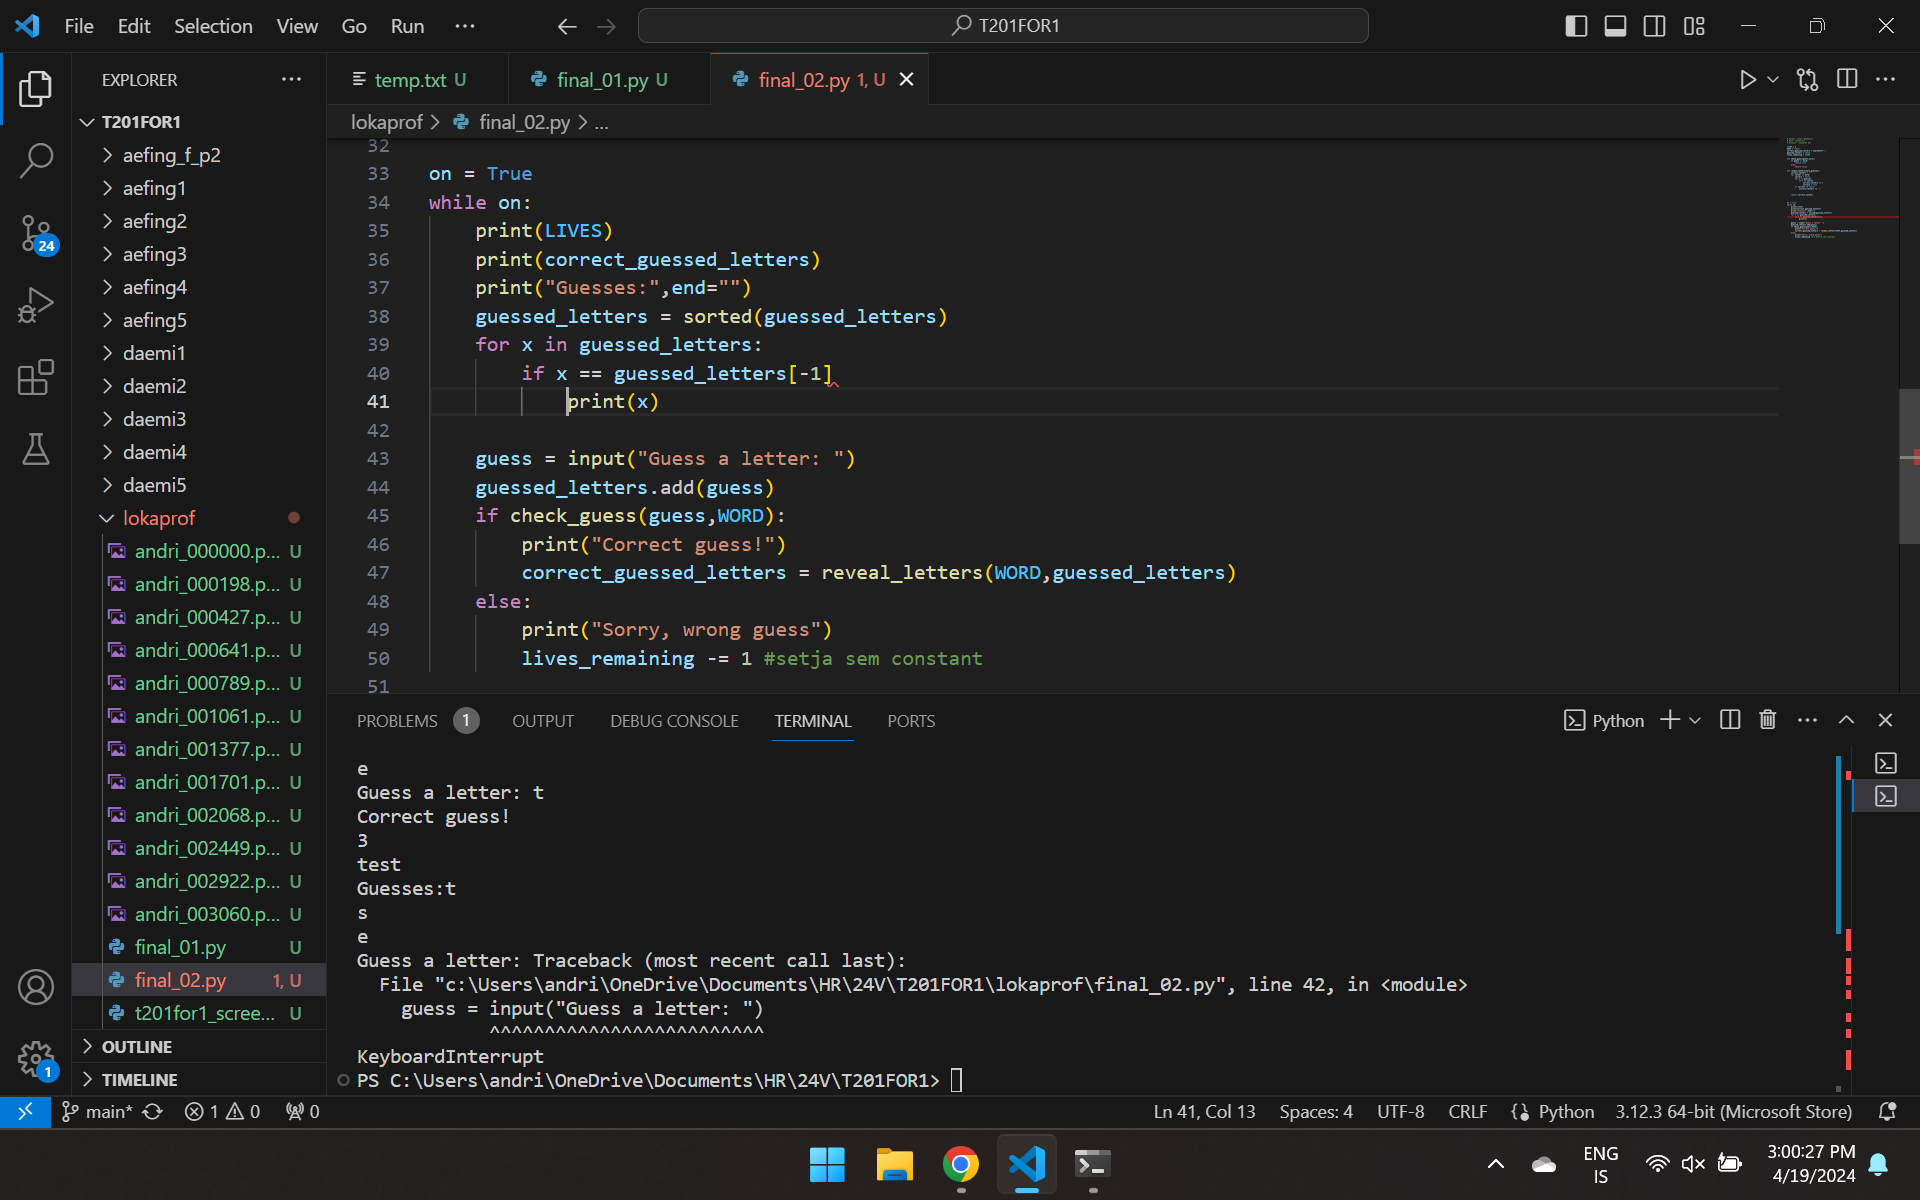 File Edit Selection View Go Run ···
T201FOR1
EXPLORER ···
T201FOR1
aefing_f_p2
aefing1
aefing2
aefing3
aefing4
aefing5
daemi1
daemi2
daemi3
daemi4
daemi5
lokaprof
andri_000000.p... U
andri_000198.p... U
andri_000427.p... U
andri_000641.p... U
andri_000789.p... U
andri_001061.p... U
andri_001377.p... U
andri_001701.p... U
andri_002068.p... U
andri_002449.p... U
andri_002922.p... U
andri_003060.p... U
final_01.py U
final_02.py 1, U
t201for1_scree... U
OUTLINE
TIMELINE
24
1
temp.txt U
final_01.py U
final_02.py 1, U
lokaprof > final_02.py > ...
32
33 on = True
34 while on:
35 print(LIVES)
36 print(correct_guessed_letters)
37 print("Guesses:",end="")
38 guessed_letters = sorted(guessed_letters)
39 for x in guessed_letters:
40 if x == guessed_letters[-1]
41 print(x)
42
43 guess = input("Guess a letter: ")
44 guessed_letters.add(guess)
45 if check_guess(guess,WORD):
46 print("Correct guess!")
47 correct_guessed_letters = reveal_letters(WORD,guessed_letters)
48 else:
49 print("Sorry, wrong guess")
50 lives_remaining -= 1 #setja sem constant
51
PROBLEMS 1 OUTPUT DEBUG CONSOLE TERMINAL PORTS
Python
e
Guess a letter: t
Correct guess!
3
test
Guesses:t
s
e
Guess a letter: Traceback (most recent call last):
File "c:\Users\andri\OneDrive\Documents\HR\24V\T201FOR1\lokaprof\final_02.py", line 42, in <module>
guess = input("Guess a letter: ")
^^^^^^^^^^^^^^^^^^^^^^^^^
KeyboardInterrupt
PS C:\Users\andri\OneDrive\Documents\HR\24V\T201FOR1>
main* 1 0 0
Ln 41, Col 13 Spaces: 4 UTF-8 CRLF Python 3.12.3 64-bit (Microsoft Store)
ENG
IS
3:00:27 PM
4/19/2024